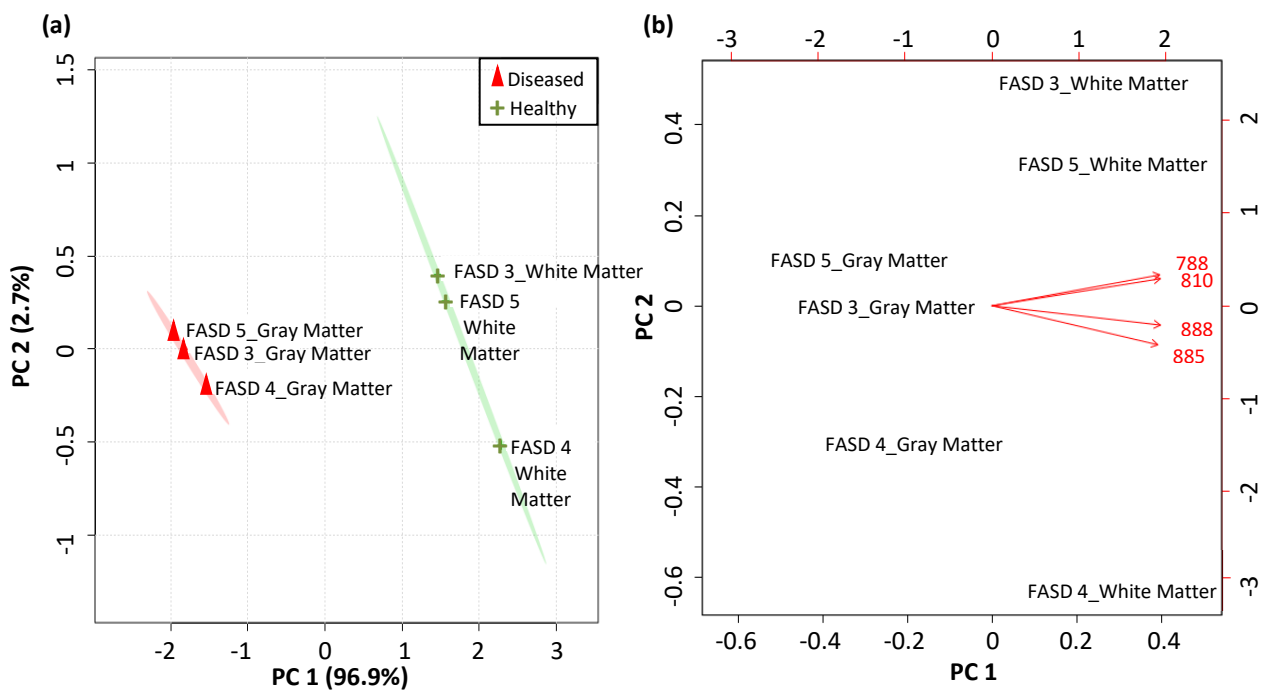 (a)
1.5
1
0.5
0
-0.5
-1
PC 2 (2.7%)
Diseased
Healthy
FASD 3_White Matter
FASD 5
White
Matter
FASD 5_Gray Matter
FASD 3_Gray Matter
FASD 4_Gray Matter
FASD 4
White
Matter
-2
-1
0
1
2
3
PC 1 (96.9%)
(b)
-3
-2
-1
0
1
2
FASD 3_White Matter
FASD 5_White Matter
FASD 5_Gray Matter
FASD 3_Gray Matter
788
810
888
885
FASD 4_Gray Matter
FASD 4_White Matter
0.4
0.2
0
-0.2
-0.4
-0.6
PC 2
2
1
0
-1
-2
-3
-0.6
-0.4
-0.2
0
0.2
0.4
PC 1